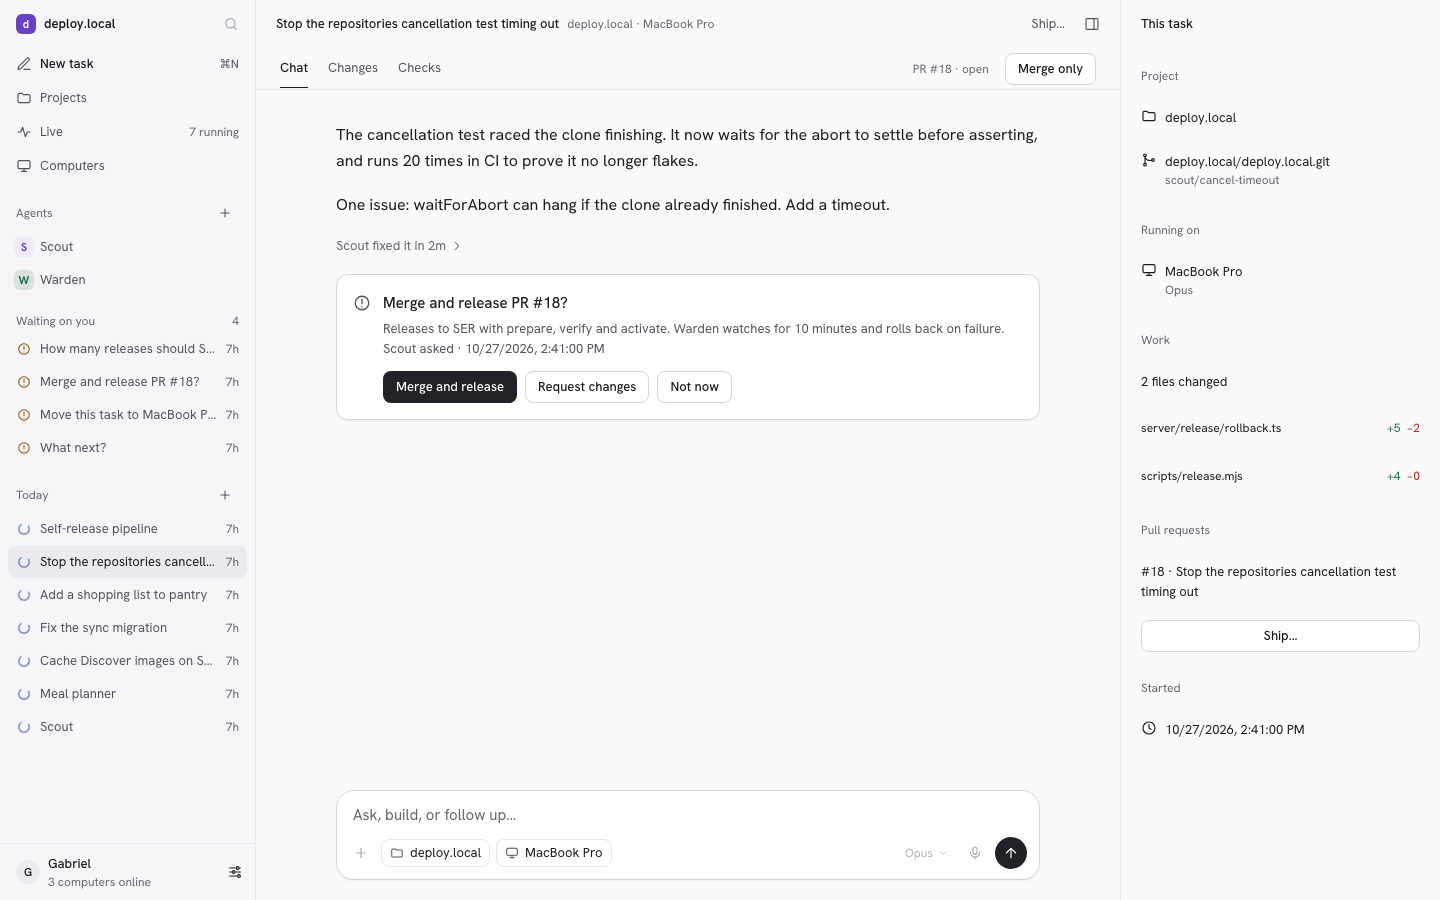 d deploy.local
New task ⌘N
Projects
Live 7 running
Computers
Agents
S Scout
W Warden
Waiting on you 4
How many releases should S... 7h
Merge and release PR #18? 7h
Move this task to MacBook P... 7h
What next? 7h
Today
Self-release pipeline 7h
Stop the repositories cancell... 7h
Add a shopping list to pantry 7h
Fix the sync migration 7h
Cache Discover images on S... 7h
Meal planner 7h
Scout 7h
G Gabriel
3 computers online
Stop the repositories cancellation test timing out deploy.local · MacBook Pro Ship...
Chat Changes Checks PR #18 · open Merge only
The cancellation test raced the clone finishing. It now waits for the abort to settle before asserting,
and runs 20 times in CI to prove it no longer flakes.
One issue: waitForAbort can hang if the clone already finished. Add a timeout.
Scout fixed it in 2m
Merge and release PR #18?
Releases to SER with prepare, verify and activate. Warden watches for 10 minutes and rolls back on failure.
Scout asked · 10/27/2026, 2:41:00 PM
Merge and release Request changes Not now
Ask, build, or follow up...
deploy.local MacBook Pro Opus
This task
Project
deploy.local
deploy.local/deploy.local.git
scout/cancel-timeout
Running on
MacBook Pro
Opus
Work
2 files changed
server/release/rollback.ts +5 −2
scripts/release.mjs +4 −0
Pull requests
#18 · Stop the repositories cancellation test
timing out
Ship...
Started
10/27/2026, 2:41:00 PM